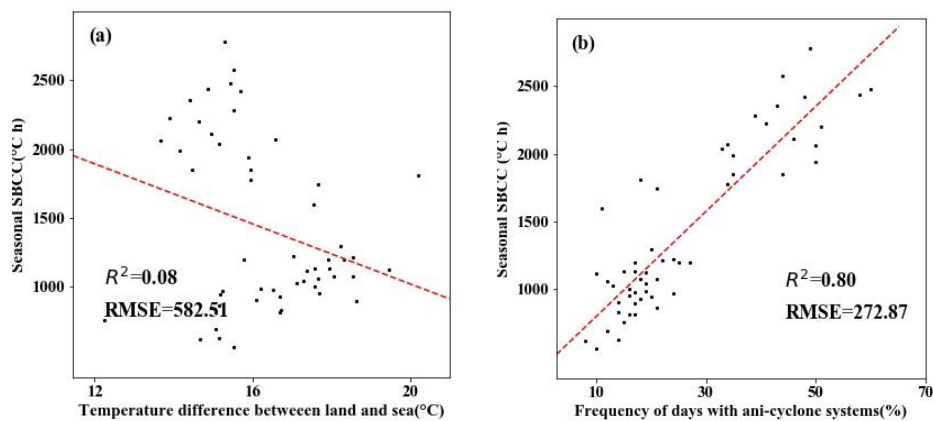 (a)
Seasonal SBCC(°C h)
2500
2000
1500
1000
R²=0.08
RMSE=582.51
12
16
20
Temperature difference betweeen land and sea(°C)
(b)
Seasonal SBCC (°C h)
2500
2000
1500
1000
R²=0.80
RMSE=272.87
10
30
50
70
Frequency of days with ani-cyclone systems(%)